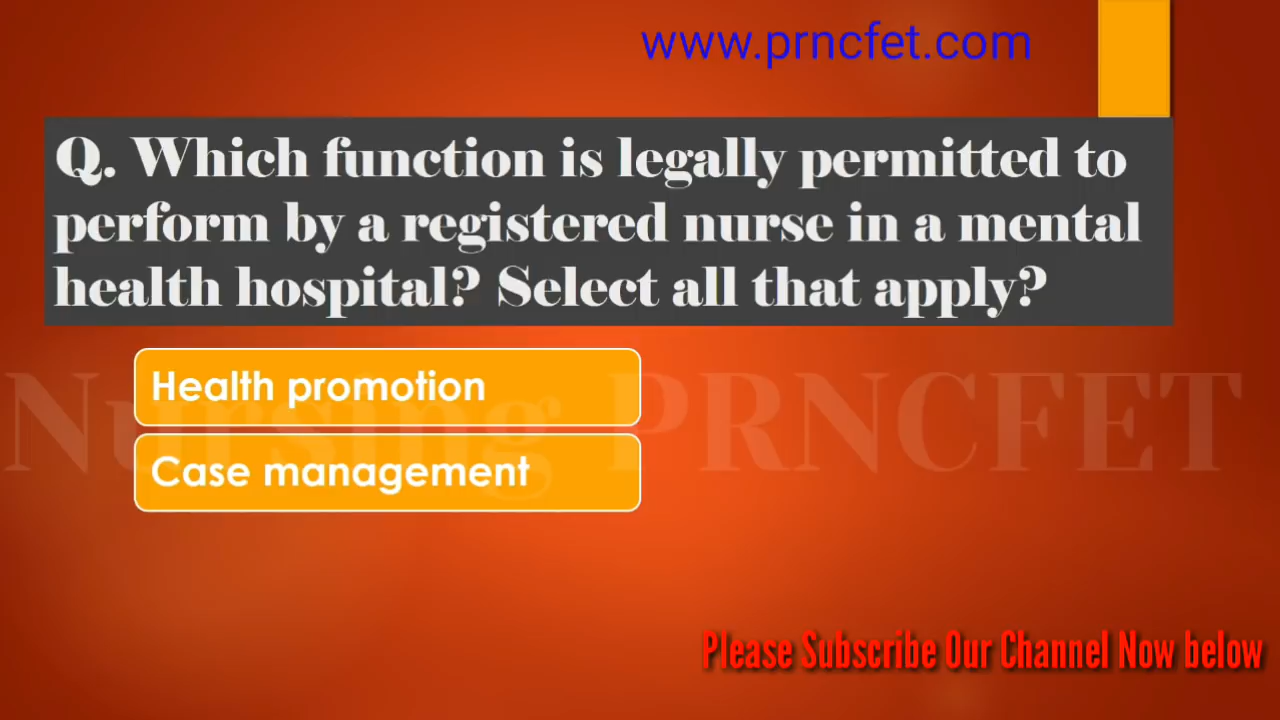 www.prncfet.com
Q. Which function is legally permitted to
perform by a registered nurse in a mental
health hospital? Select all that apply?
Health promotion
Nursing PRNCFET
Case management
Please Subscribe Our Channel Now below